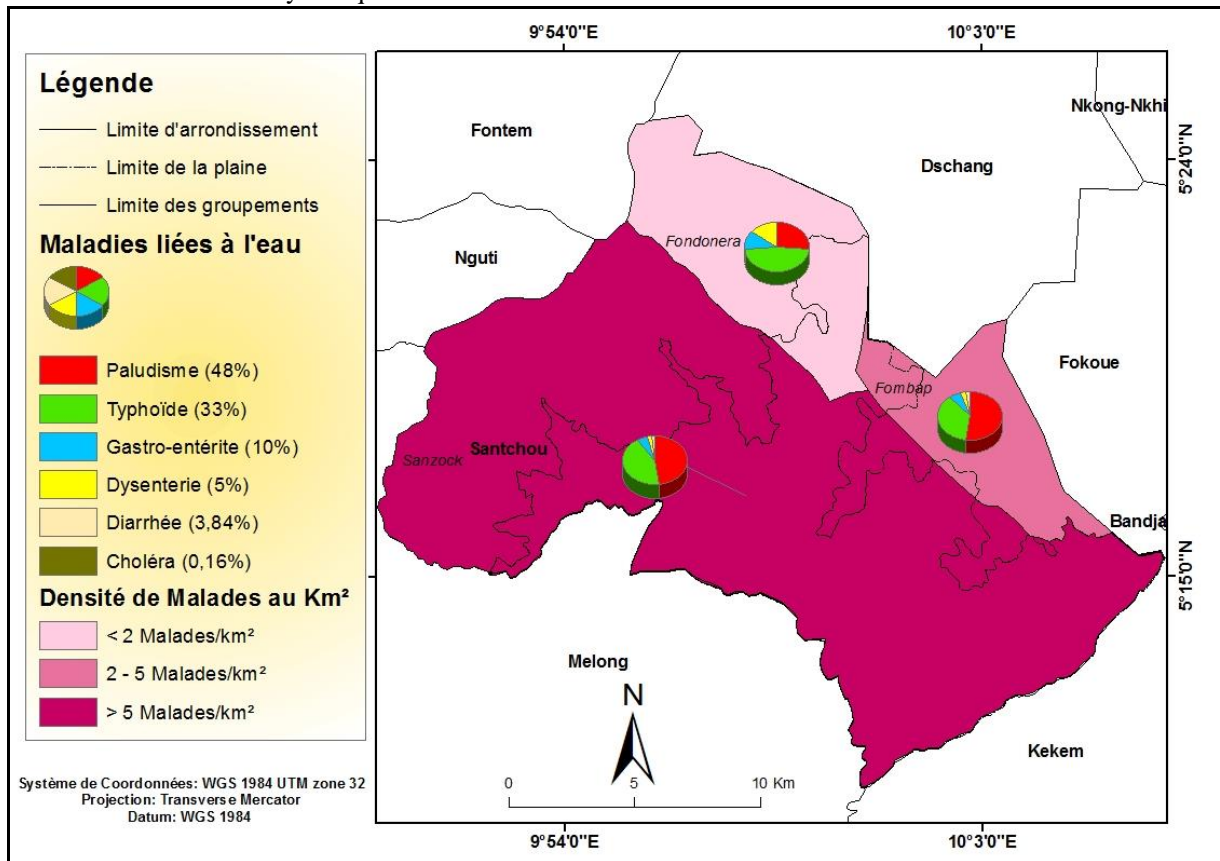 9°54'0"E
10°3'0"E
Légende
Limite d'arrondissement
Limite de la plaine
Limite des groupements
Maladies liées à l'eau
Paludisme (48%)
Typhoïde (33%)
Gastro-entérite (10%)
Dysenterie (5%)
Diarrhée (3,84%)
Choléra (0,16%)
Densité de Malades au Km²
< 2 Malades/km²
2 - 5 Malades/km²
> 5 Malades/km²
Système de Coordonnées: WGS 1984 UTM zone 32
Projection: Transverse Mercator
Datum: WGS 1984
Nkong-Nkhi
Fontem
Dschang
5°24'0"N
Fondonera
Nguti
Fokoue
Fombap
Santchou
Sanzock
Bandja
5°15'0"N
Melong
N
Kekem
0 5 10 Km
9°54'0"E
10°3'0"E